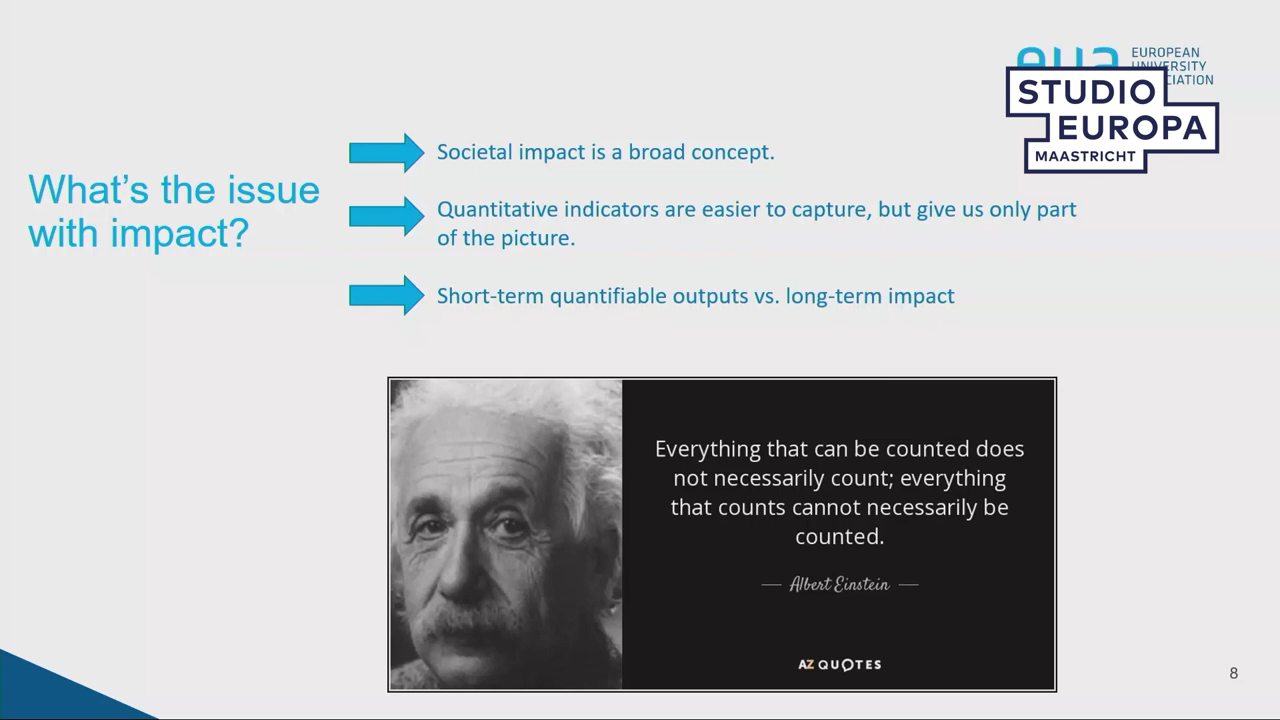 EUROPEAN
UNIVERSITY
STUDIO
EUROPA
MAASTRICHT
What's the issue
with impact?
Societal impact is a broad concept.
Quantitative indicators are easier to capture, but give us only part
of the picture.
Short-term quantifiable outputs vs. long-term impact
Everything that can be counted does
not necessarily count; everything
that counts cannot necessarily be
counted.
Albert Einstein
AZ QUOTES
8